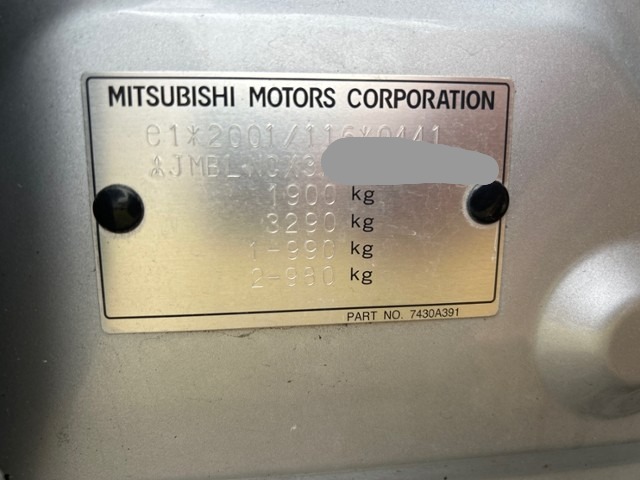 MITSUBISHI MOTORS CORPORATION
e1*2001/116*0441
1900 kg
3290 kg
1-990 kg
2-980 kg
PART NO. 7430A391